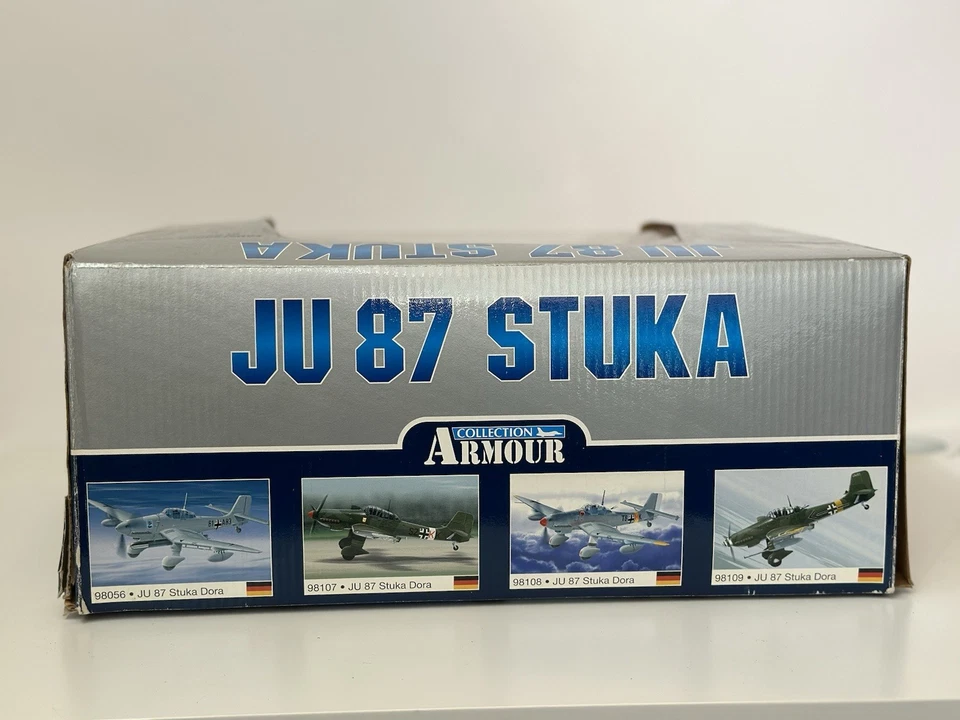 JU 87 STUKA
JU 87 STUKA
COLLECTION
ARMOUR
98056 • JU 87 Stuka Dora
98107 • JU 87 Stuka Dora
98108 • JU 87 Stuka Dora
98109 • JU 87 Stuka Dora